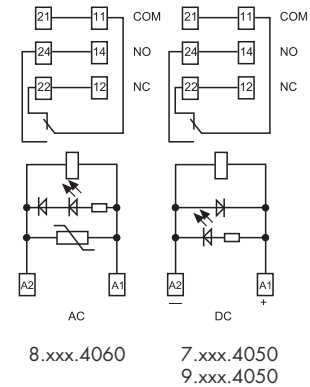 21 11 COM 21 11 COM
24 14 NO 24 14 NO
22 12 NC 22 12 NC
A2 A1 A2 A1
— +
AC DC
8.xxx.4060 7.xxx.4050
9.xxx.4050